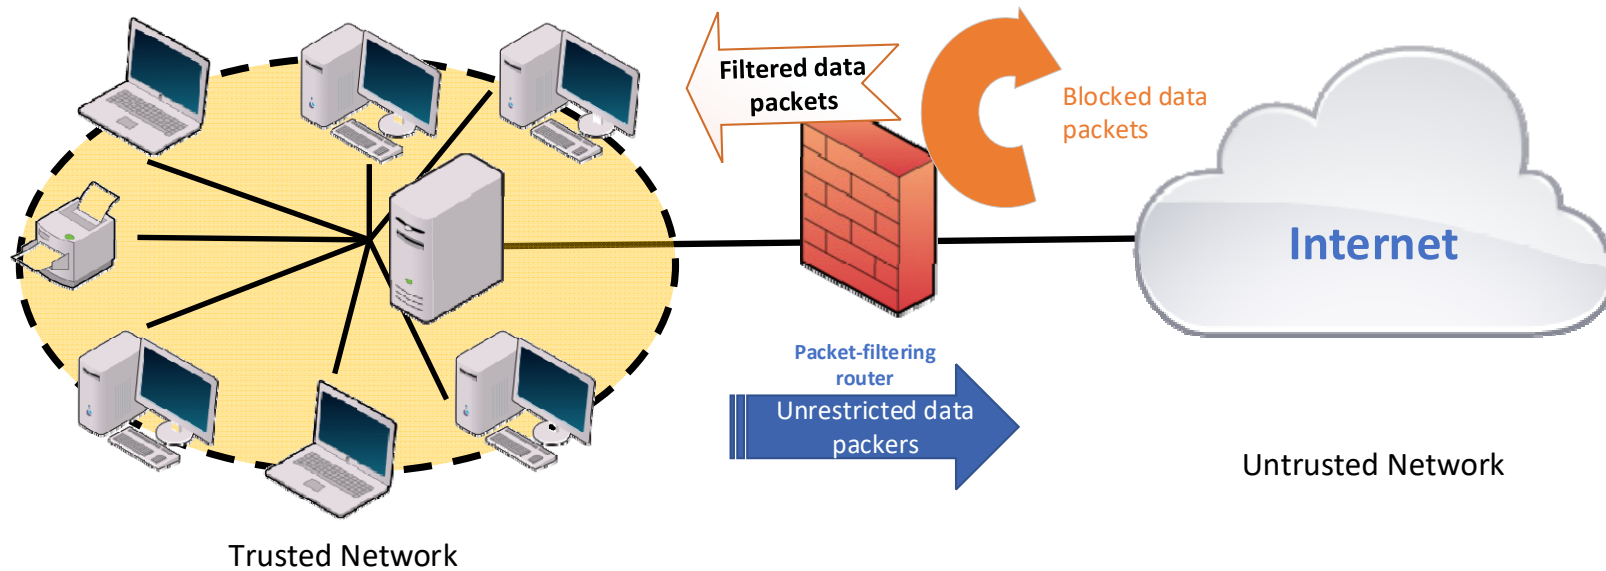 Filtered data
packets
Blocked data
packets
Internet
Packet-filtering
router
Unrestricted data
packers
Untrusted Network
Trusted Network